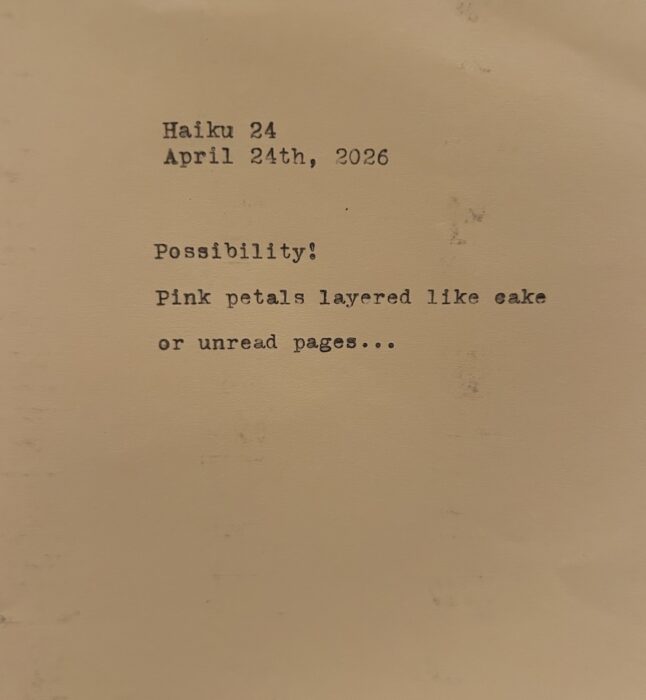 Haiku 24
April 24th, 2026
Possibility!
Pink petals layered like cake
or unread pages...